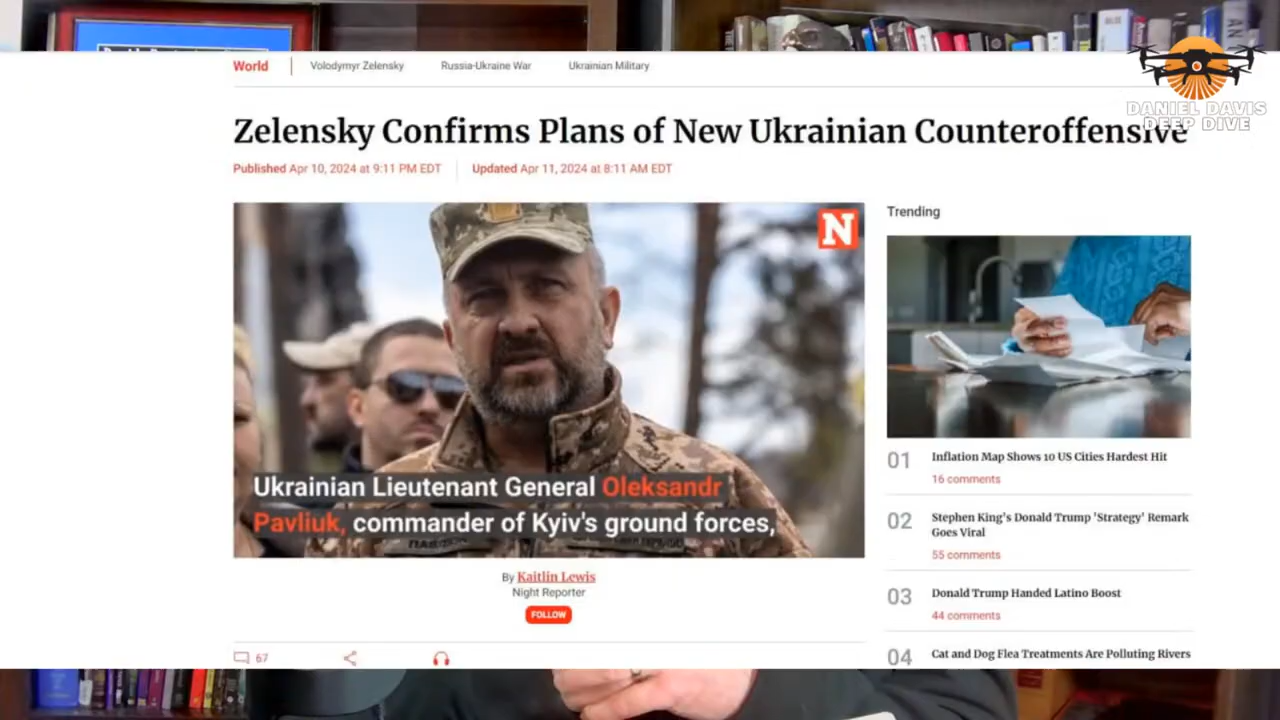 World
Volodymyr Zelensky
Russia-Ukraine War
Ukrainian Military
DANIEL DAVIS
DEEP DIVE
Zelensky Confirms Plans of New Ukrainian Counteroffensive
Published Apr 10, 2024 at 9:11 PM EDT
Updated Apr 11, 2024 at 8:11 AM EDT
N
Ukrainian Lieutenant General Oleksandr
Pavliuk, commander of Kyiv's ground forces,
By Kaitlin Lewis
Night Reporter
FOLLOW
67
Trending
01 Inflation Map Shows 10 US Cities Hardest Hit
16 comments
02 Stephen King's Donald Trump 'Strategy' Remark
Goes Viral
55 comments
03 Donald Trump Handed Latino Boost
44 comments
04 Cat and Dog Flea Treatments Are Polluting Rivers